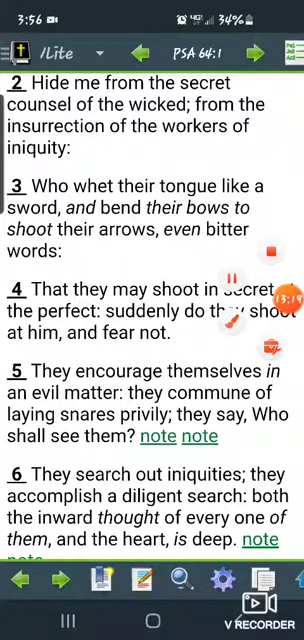 3:56 34%
/Lite PSA 64:1
2 Hide me from the secret
counsel of the wicked; from the
insurrection of the workers of
iniquity:
3 Who whet their tongue like a
sword, and bend their bows to
shoot their arrows, even bitter
words:
13:19
4 That they may shoot in secret at
the perfect: suddenly do they shoot
at him, and fear not.
5 They encourage themselves in
an evil matter: they commune of
laying snares privily; they say, Who
shall see them? note note
6 They search out iniquities; they
accomplish a diligent search: both
the inward thought of every one of
them, and the heart, is deep. note
note
V RECORDER